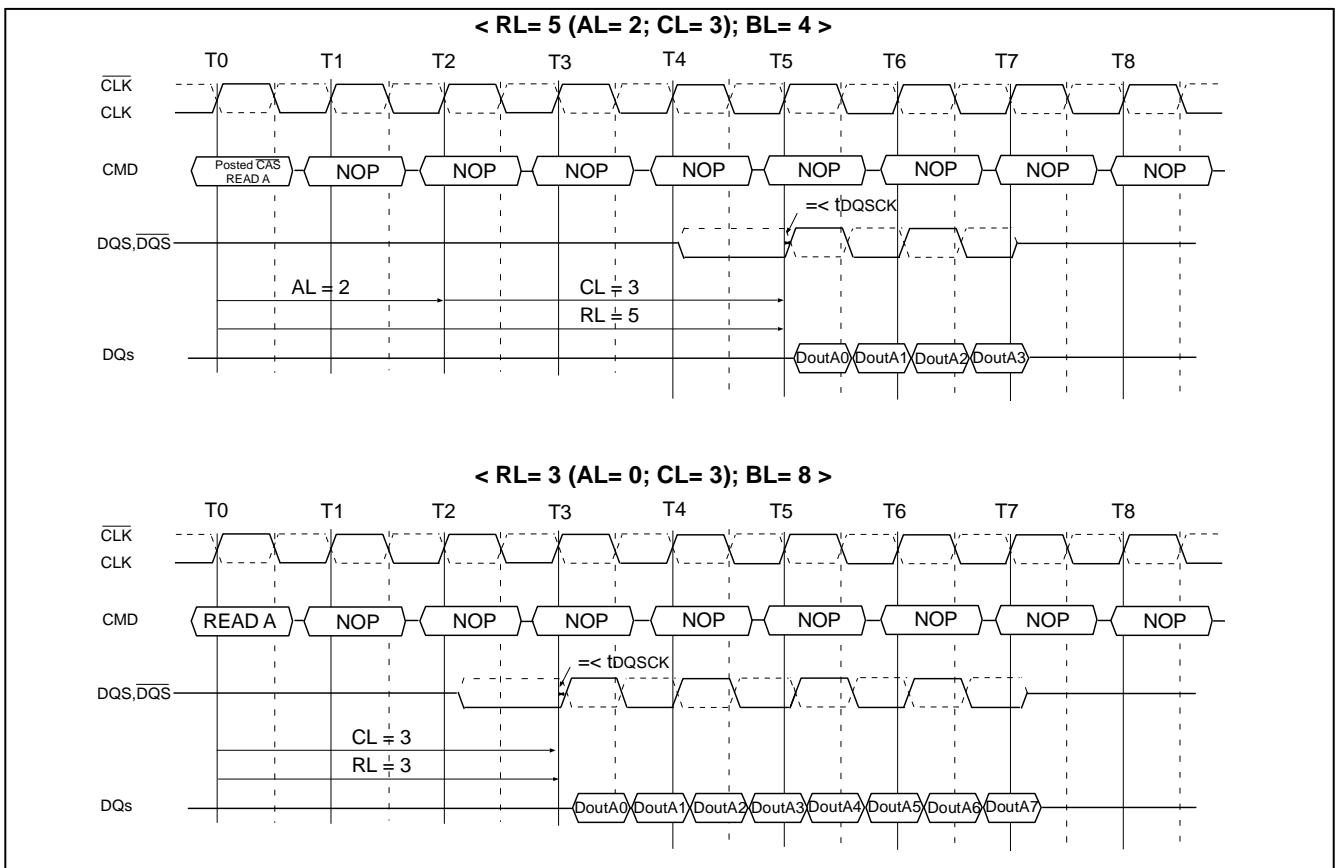 < RL= 5 (AL= 2; CL= 3); BL= 4 >
T0 T1 T2 T3 T4 T5 T6 T7 T8
CLK
CLK
CMD Posted CAS READ A NOP NOP NOP NOP NOP NOP NOP NOP
=< tDQSCK
DQS,DQS
AL = 2 CL = 3
RL = 5
DQs DoutA0 DoutA1 DoutA2 DoutA3
< RL= 3 (AL= 0; CL= 3); BL= 8 >
T0 T1 T2 T3 T4 T5 T6 T7 T8
CLK
CLK
CMD READ A NOP NOP NOP NOP NOP NOP NOP NOP
=< tDQSCK
DQS,DQS
CL = 3
RL = 3
DQs DoutA0 DoutA1 DoutA2 DoutA3 DoutA4 DoutA5 DoutA6 DoutA7